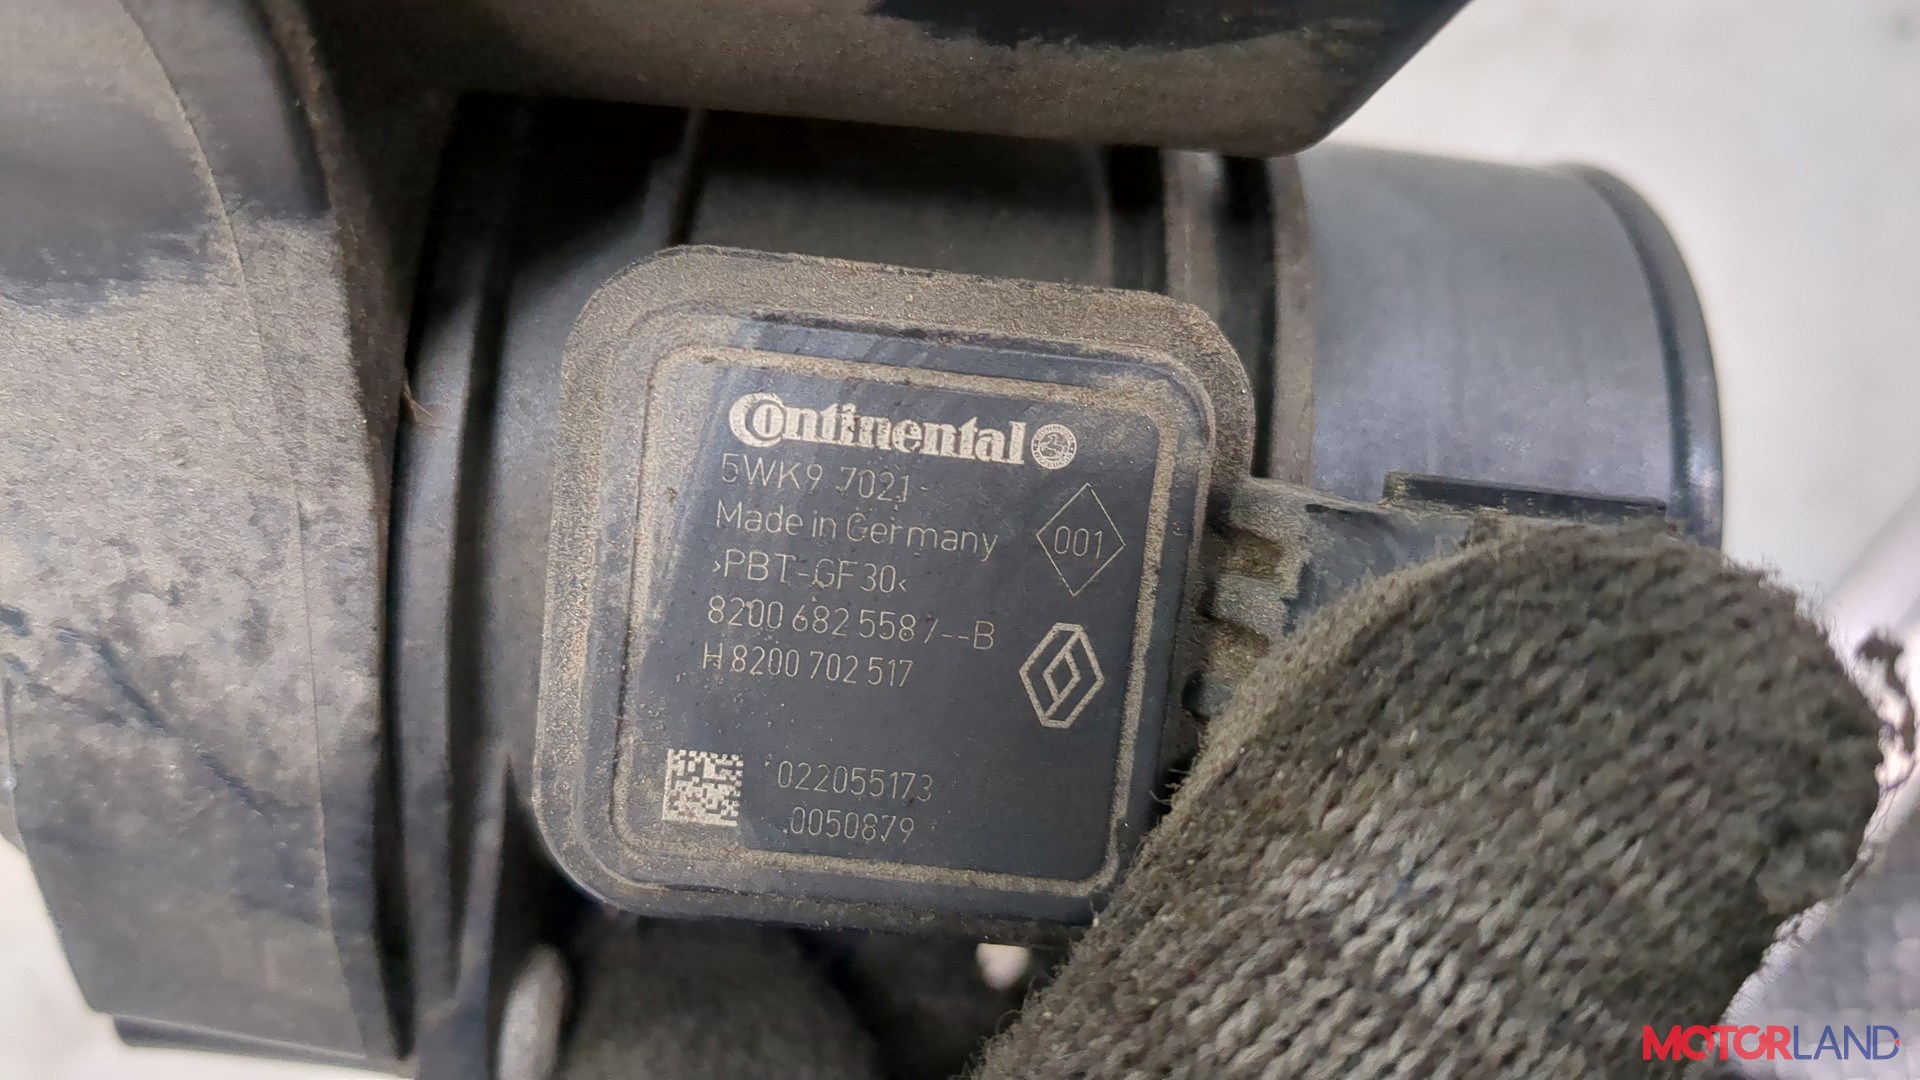 Continental
5WK9 7021
Made in Germany
001
>PBT-GF30<
8200 682 558 7--B
H 8200 702 517
022055173
0050879
MOTORLAND